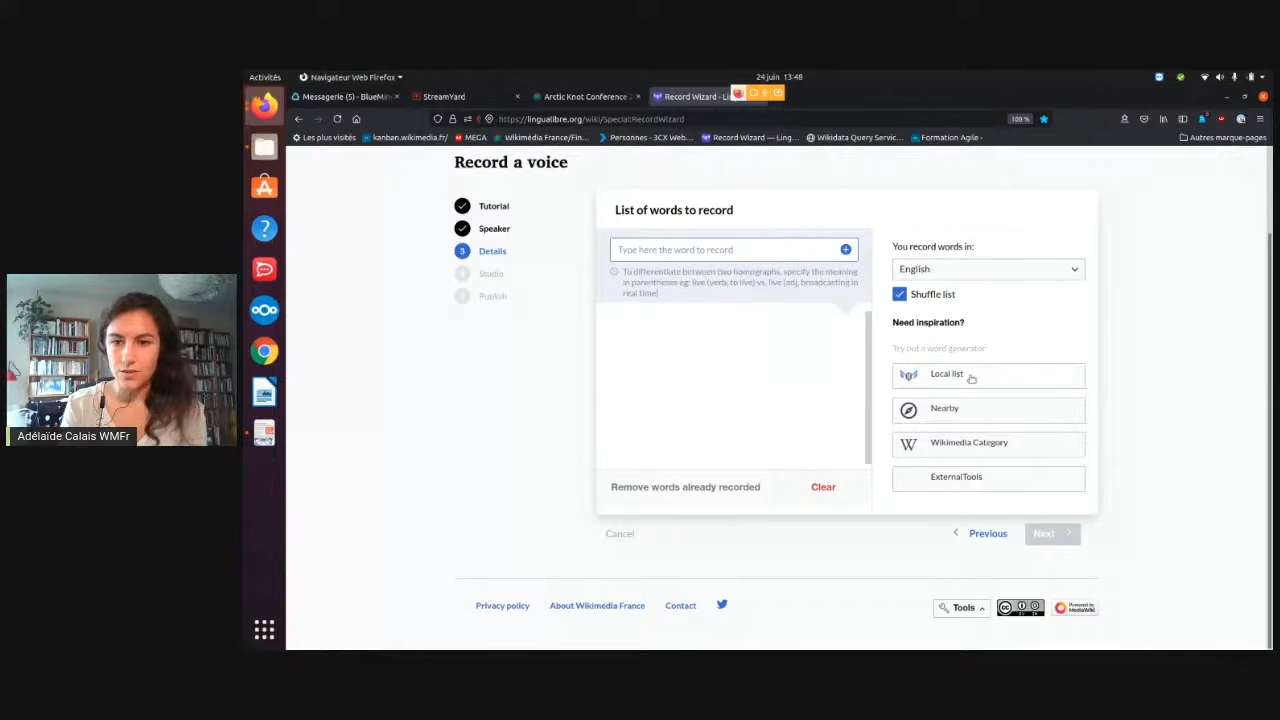 Activités
Navigateur Web Firefox
24 juin 13:48
Messagerie (5) - BlueMin
StreamYard
Arctic Knot Conference 2
Record Wizard - Li
https://lingualibre.org/wiki/Special:RecordWizard
100 %
Les plus visités
kanban.wikimedia.fr/
MEGA
Wikimédia France/Fin...
Personnes - 3CX Web...
Record Wizard — Ling...
Wikidata Query Servic...
Formation Agile -
Autres marque-pages
Record a voice
Tutorial
Speaker
3 Details
Studio
Publish
List of words to record
Type here the word to record
To differentiate between two homographs, specify the meaning
in parentheses eg: live (verb, to live) vs. live (adj, broadcasting in
real time)
Remove words already recorded
Clear
You record words in:
English
Shuffle list
Need inspiration?
Try out a word generator
Local list
Nearby
W Wikimedia Category
ExternalTools
Cancel
Previous
Next
Privacy policy
About Wikimédia France
Contact
Tools
Powered by
MediaWiki
Adélaïde Calais WMFr